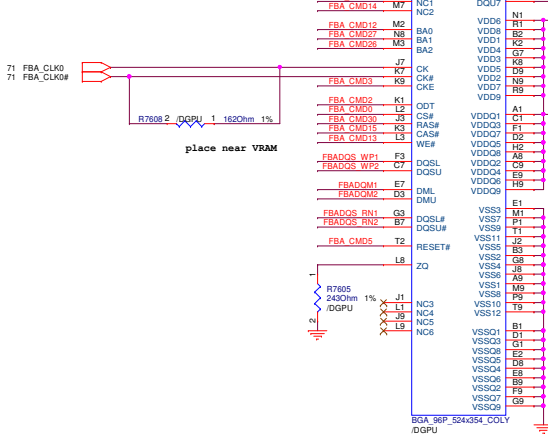 FBA_CMD14 M7 NC1 DQU7
NC2
VDD6 N1
FBA_CMD12 M2 BA0 VDD8 R1
FBA_CMD27 N8 BA1 VDD1 B2
FBA_CMD26 M3 BA2 VDD4 K2
VDD3 G7
71 FBA_CLK0 J7 CK VDD5 K8
71 FBA_CLK0# K7 CK# VDD2 D9
FBA_CMD3 K9 CKE VDD7 N9
VDD9 R9
FBA_CMD2 K1 ODT
FBA_CMD0 L2 CS# VDDQ1 A1
FBA_CMD30 J3 RAS# VDDQ7 C1
FBA_CMD15 K3 CAS# VDDQ5 F1
FBA_CMD13 L3 WE# D2
R7608 2 /DGPU 1 162Ohm 1%
place near VRAM
VDDQ8 H2
FBADQS_WP1 F3 DQSL VDDQ2 A8
FBADQS_WP2 C7 DQSU VDDQ4 C9
VDDQ6 E9
FBADQM1 E7 DML VDDQ9 H9
FBADQM2 D3 DMU
VSS3 E1
FBADQS_RN1 G3 DQSL# VSS7 M1
FBADQS_RN2 B7 DQSU# VSS9 P1
VSS11 T1
FBA_CMD5 T2 RESET# VSS5 J2
VSS2 B3
L8 ZQ VSS4 G8
VSS6 J8
VSS1 A9
1 VSS8 M9
R7605
243Ohm 1% J1 NC3 VSS10 P9
/DGPU L1 NC4 VSS12 T9
2 J9 NC5
L9 NC6 VSSQ1 B1
VSSQ3 D1
VSSQ8 G1
VSSQ5 E2
VSSQ4 D8
VSSQ6 E8
VSSQ2 B9
VSSQ7 F9
VSSQ9 G9
BGA_96P_524x354_COLY
/DGPU